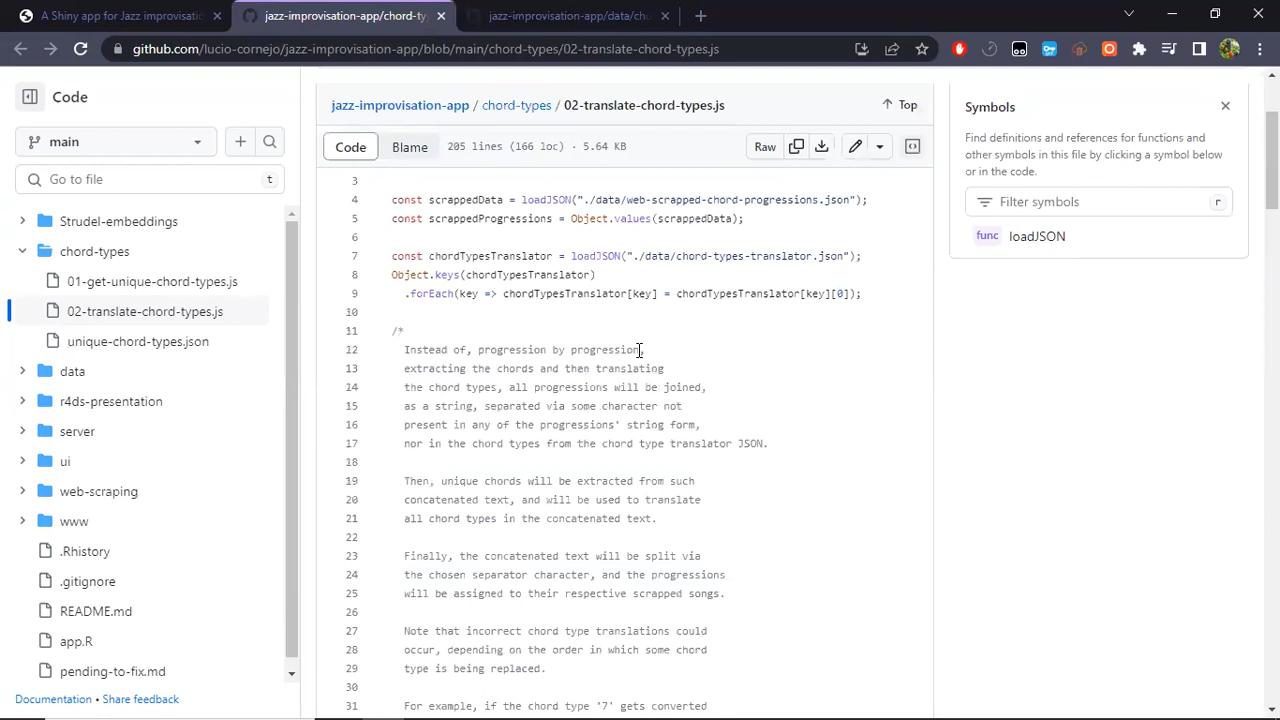 A Shiny app for Jazz improvisati
jazz-improvisation-app/chord-ty
jazz-improvisation-app/data/ch
github.com/lucio-cornejo/jazz-improvisation-app/blob/main/chord-types/02-translate-chord-types.js
Code
main
Go to file
t
Strudel-embeddings
chord-types
01-get-unique-chord-types.js
02-translate-chord-types.js
unique-chord-types.json
data
r4ds-presentation
server
ui
web-scraping
www
.Rhistory
.gitignore
README.md
app.R
pending-to-fix.md
Documentation • Share feedback
jazz-improvisation-app / chord-types / 02-translate-chord-types.js
Top
Code Blame 205 lines (166 loc) · 5.64 KB
Raw
3
4 const scrappedData = loadJSON("./data/web-scrapped-chord-progressions.json");
5 const scrappedProgressions = Object.values(scrappedData);
6
7 const chordTypesTranslator = loadJSON("./data/chord-types-translator.json");
8 Object.keys(chordTypesTranslator)
9 .forEach(key => chordTypesTranslator[key] = chordTypesTranslator[key][0]);
10
11 /*
12 Instead of, progression by progression,
13 extracting the chords and then translating
14 the chord types, all progressions will be joined,
15 as a string, separated via some character not
16 present in any of the progressions' string form,
17 nor in the chord types from the chord type translator JSON.
18
19 Then, unique chords will be extracted from such
20 concatenated text, and will be used to translate
21 all chord types in the concatenated text.
22
23 Finally, the concatenated text will be split via
24 the chosen separator character, and the progressions
25 will be assigned to their respective scrapped songs.
26
27 Note that incorrect chord type translations could
28 occur, depending on the order in which some chord
29 type is being replaced.
30
31 For example, if the chord type '7' gets converted
Symbols
Find definitions and references for functions and
other symbols in this file by clicking a symbol below
or in the code.
Filter symbols
r
func loadJSON